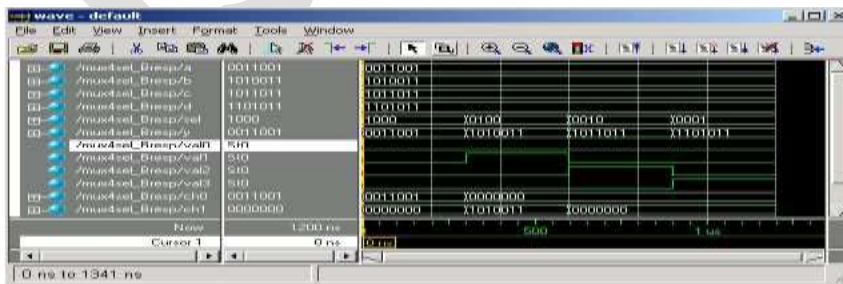 wave - default
File Edit View Insert Format Tools Window
/mux4sel_Bresp/a 0011001 0011001
/mux4sel_Bresp/b 1010011 1010011
/mux4sel_Bresp/c 1011011 1011011
/mux4sel_Bresp/d 1101011 1101011
/mux4sel_Bresp/sel 1000 1000 0100 0010 0001
/mux4sel_Bresp/y 0011001 0011001 1010011 1011011 1101011
/mux4sel_Bresp/val0 St0
/mux4sel_Bresp/val1 St0
/mux4sel_Bresp/val2 St0
/mux4sel_Bresp/val3 St0
/mux4sel_Bresp/ch0 0011001 0011001 0000000
/mux4sel_Bresp/ch1 0000000 0000000 1010011 0000000
Now 1200 ns 500 1 us
Cursor 1 0 ns 0 ns
0 ns to 1341 ns